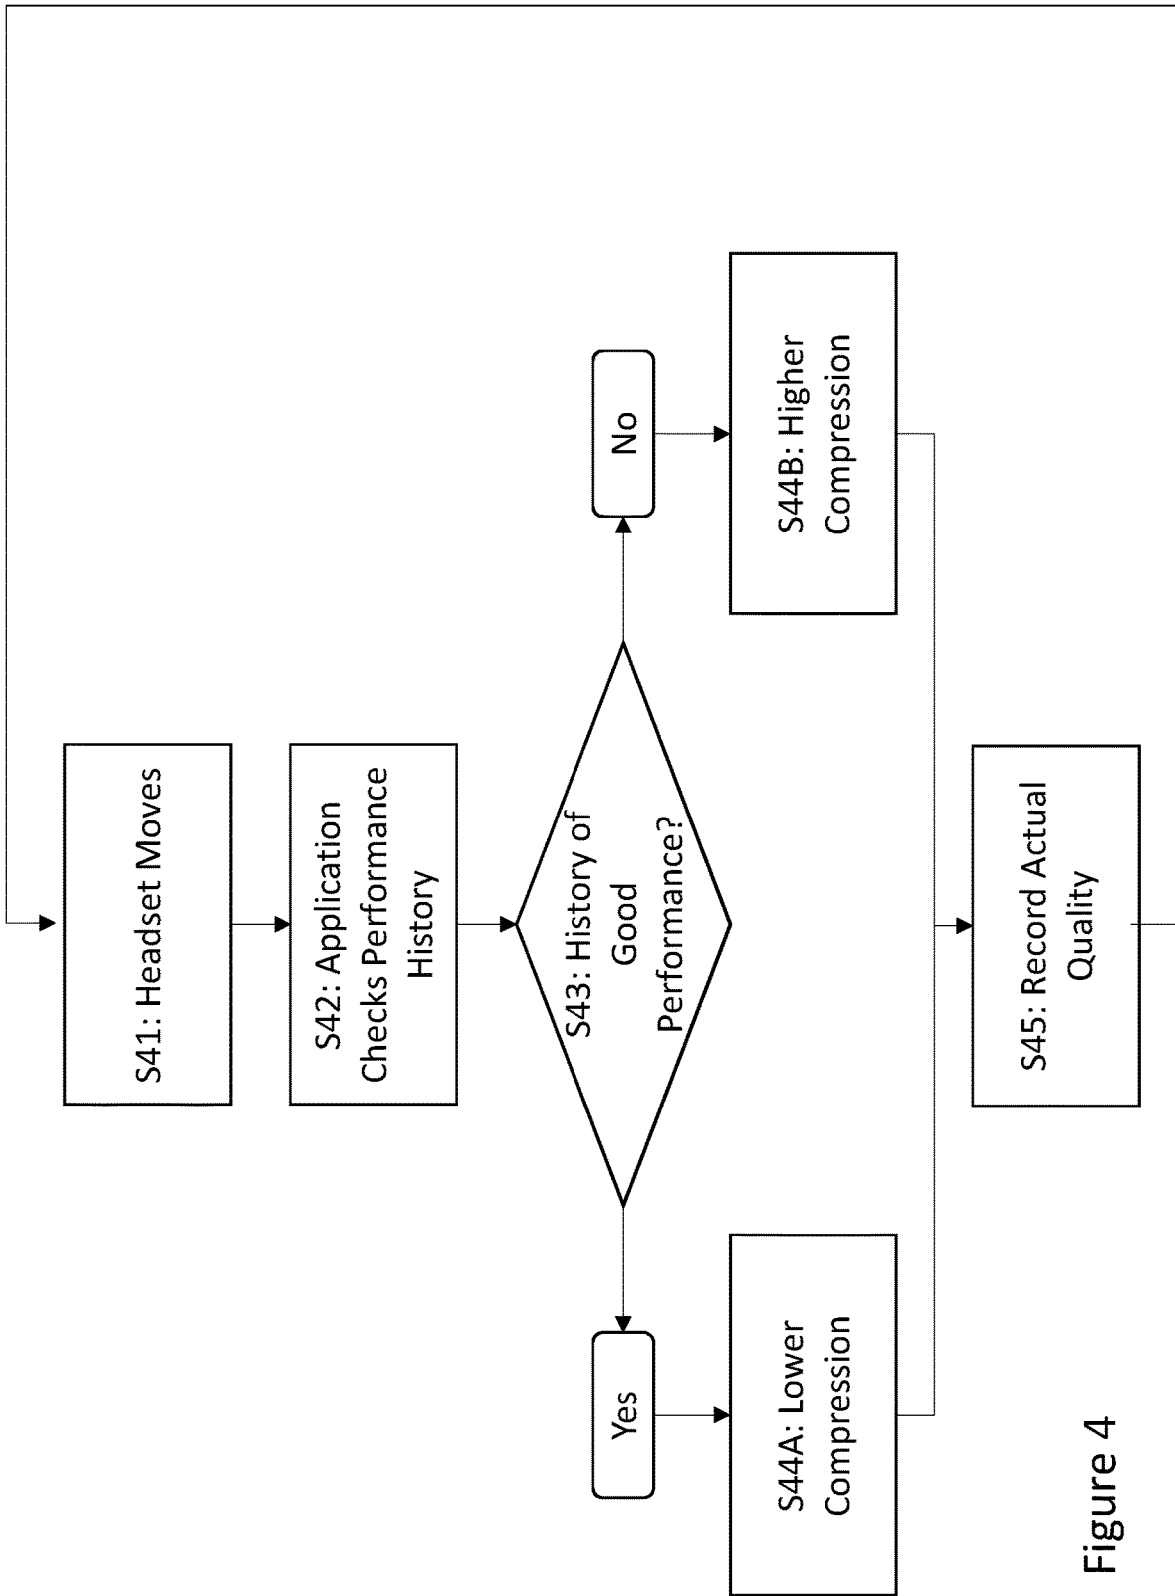 S41: Headset Moves
S42: Application
Checks Performance
History
S43: History of
Good
Performance?
Yes
No
S44A: Lower
Compression
S44B: Higher
Compression
S45: Record Actual
Quality
Figure 4